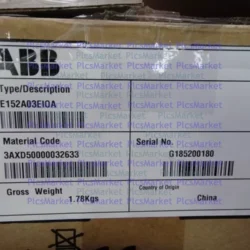 ABB
Type/Description
E152A03EIOA
Material Code
Serial No.
3AXD50000032633
G185200180
Gross Weight
Country of Origin
1.78Kgs
China